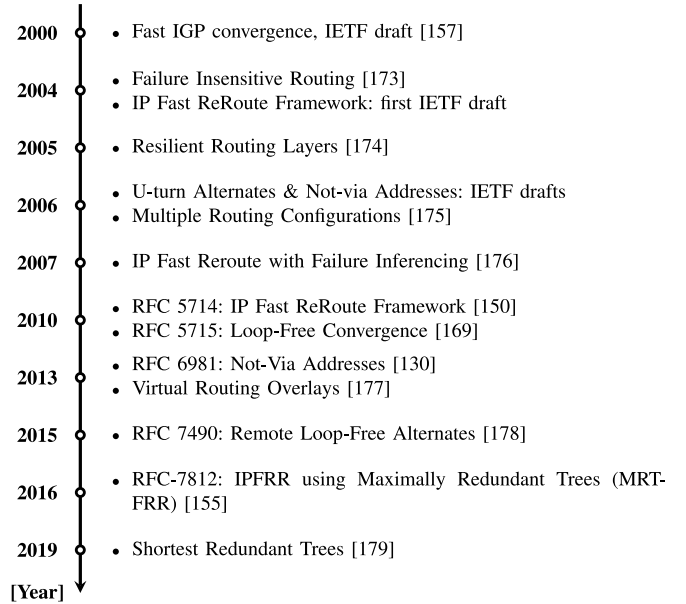 2000 • Fast IGP convergence, IETF draft [157]
• Failure Insensitive Routing [173]
2004
• IP Fast ReRoute Framework: first IETF draft
2005 • Resilient Routing Layers [174]
• U-turn Alternates & Not-via Addresses: IETF drafts
2006
• Multiple Routing Configurations [175]
2007 • IP Fast Reroute with Failure Inferencing [176]
• RFC 5714: IP Fast ReRoute Framework [150]
2010
• RFC 5715: Loop-Free Convergence [169]
• RFC 6981: Not-Via Addresses [130]
2013
• Virtual Routing Overlays [177]
2015 • RFC 7490: Remote Loop-Free Alternates [178]
• RFC-7812: IPFRR using Maximally Redundant Trees (MRT-
2016
FRR) [155]
2019 • Shortest Redundant Trees [179]
[Year]